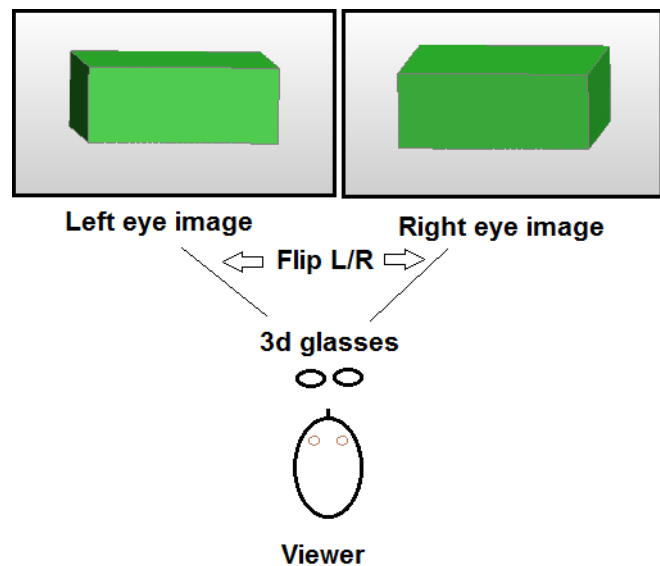 Left eye image
Right eye image
Flip L/R
3d glasses
Viewer